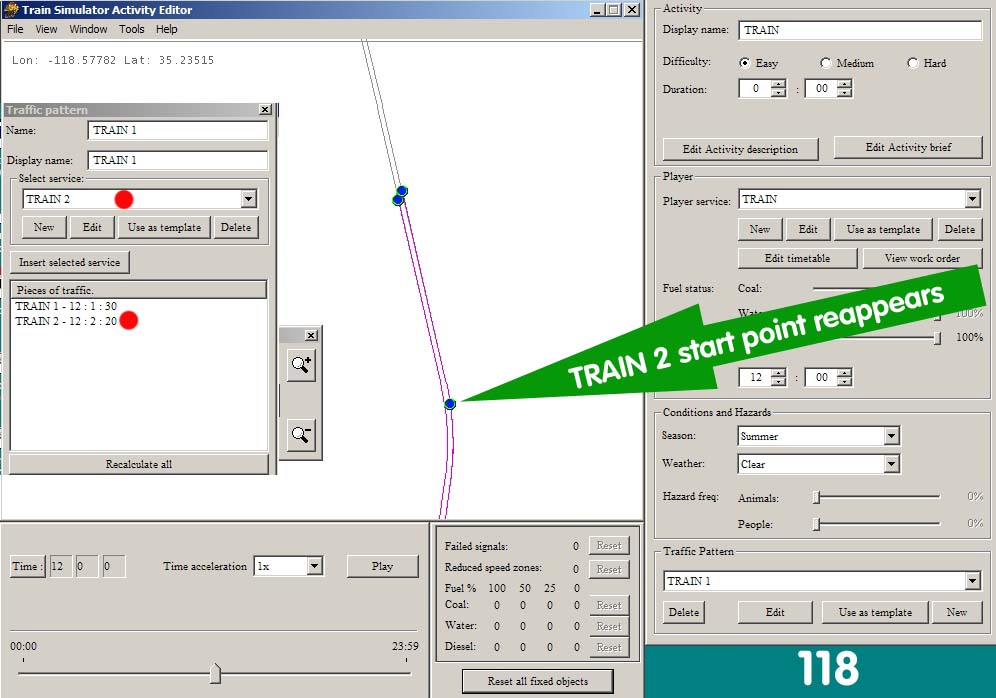 Train Simulator Activity Editor
File View Window Tools Help
Lon: -118.57782 Lat: 35.23515
Traffic pattern
Name: TRAIN 1
Display name: TRAIN 1
Select service:
TRAIN 2
New Edit Use as template Delete
Insert selected service
Pieces of traffic.
TRAIN 1 - 12 : 1 : 30
TRAIN 2 - 12 : 2 : 20
Recalculate all
TRAIN 2 start point reappears
Activity
Display name: TRAIN
Difficulty: Easy Medium Hard
Duration: 0 : 00
Edit Activity description Edit Activity brief
Player
Player service: TRAIN
New Edit Use as template Delete
Edit timetable View work order
Fuel status: Coal:
100%
100%
12 : 00
Conditions and Hazards
Season: Summer
Weather: Clear
Hazard freq: Animals: 0%
People: 0%
Traffic Pattern
TRAIN 1
Delete Edit Use as template New
Time : 12 0 0 Time acceleration 1x Play
00:00 23:59
Failed signals: 0 Reset
Reduced speed zones: 0 Reset
Fuel % 100 50 25 0
Coal: 0 0 0 0 Reset
Water: 0 0 0 0 Reset
Diesel: 0 0 0 0 Reset
Reset all fixed objects
118